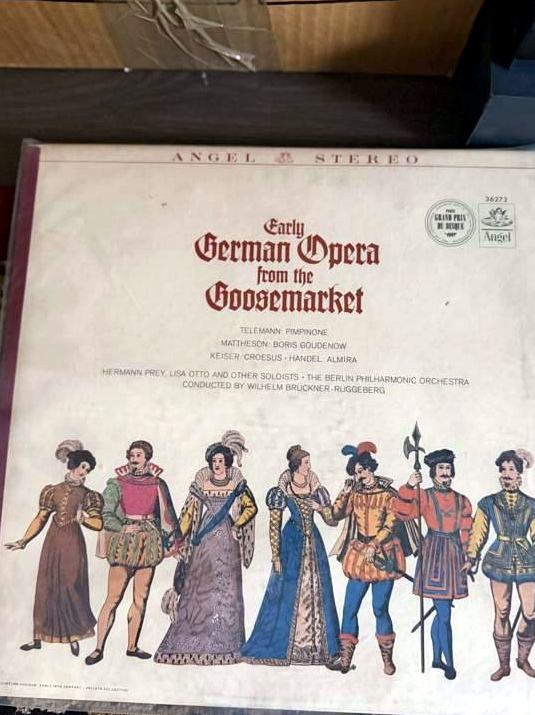 ANGEL STEREO
36273
PARIS
GRAND PRIX
DU DISQUE
Angel
Early
German Opera
from the
Goosemarket
TELEMANN: PIMPINONE
MATTHESON: BORIS GOUDENOW
KEISER: CROESUS • HANDEL: ALMIRA
HERMANN PREY, LISA OTTO AND OTHER SOLOISTS • THE BERLIN PHILHARMONIC ORCHESTRA
CONDUCTED BY WILHELM BRÜCKNER-RÜGGEBERG